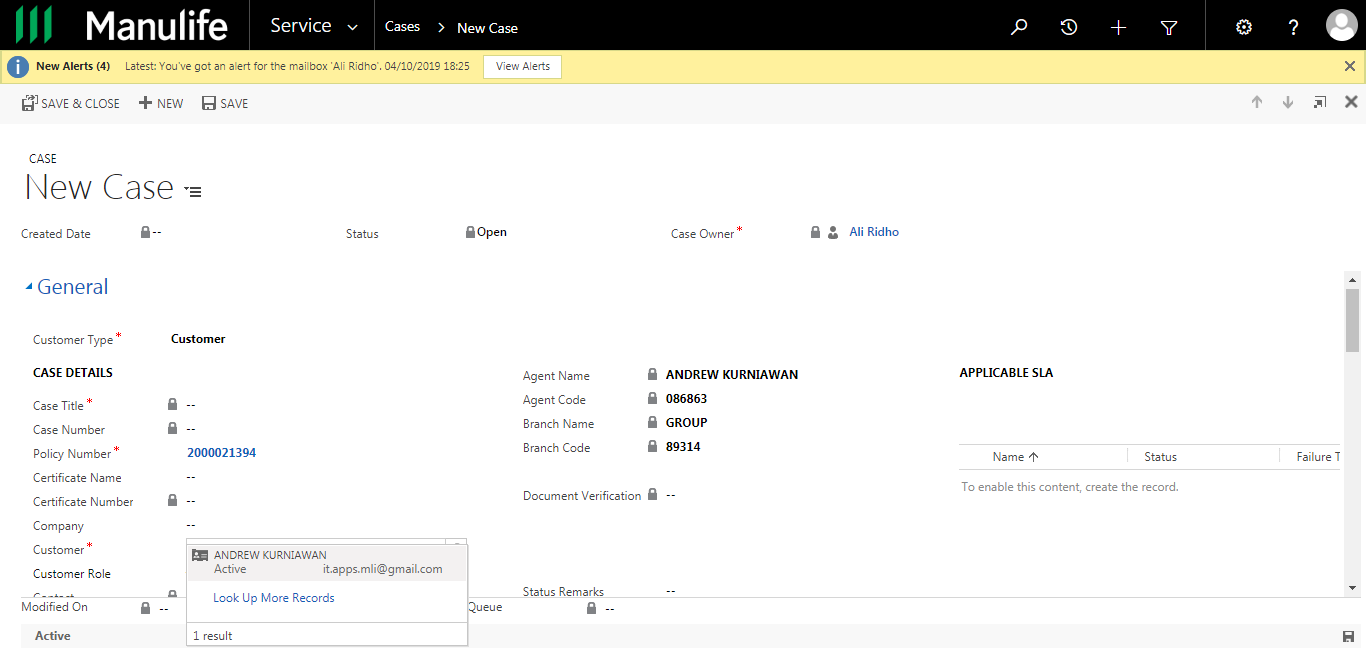 Manulife
Service
Cases > New Case
?
New Alerts (4) Latest: You've got an alert for the mailbox 'Ali Ridho'. 04/10/2019 18:25 View Alerts
SAVE & CLOSE NEW SAVE
CASE
New Case
Created Date -- Status Open Case Owner* Ali Ridho
General
Customer Type* Customer
CASE DETAILS
Case Title* --
Case Number --
Policy Number* 2000021394
Certificate Name --
Certificate Number --
Company --
Customer*
Customer Role
Contact
ANDREW KURNIAWAN
Active it.apps.mli@gmail.com
Look Up More Records
1 result
Agent Name ANDREW KURNIAWAN
Agent Code 086863
Branch Name GROUP
Branch Code 89314
Document Verification --
Status Remarks --
APPLICABLE SLA
Name Status Failure T
To enable this content, create the record.
Modified On -- Queue --
Active